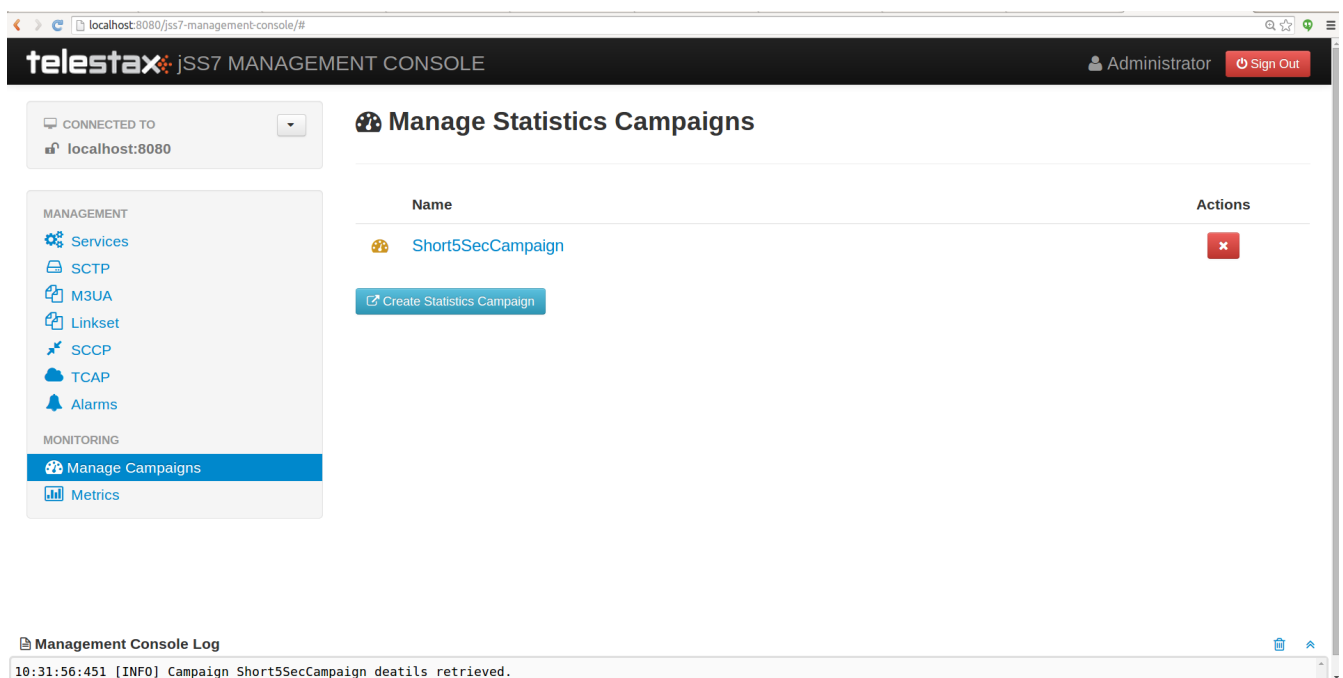 localhost:8080/jss7-management-console/#
telestax jSS7 MANAGEMENT CONSOLE
Administrator
Sign Out
CONNECTED TO
localhost:8080
Manage Statistics Campaigns
MANAGEMENT
Services
SCTP
M3UA
Linkset
SCCP
TCAP
Alarms
MONITORING
Manage Campaigns
Metrics
Name Actions
Short5SecCampaign
Create Statistics Campaign
Management Console Log
10:31:56:451 [INFO] Campaign Short5SecCampaign deatils retrieved.